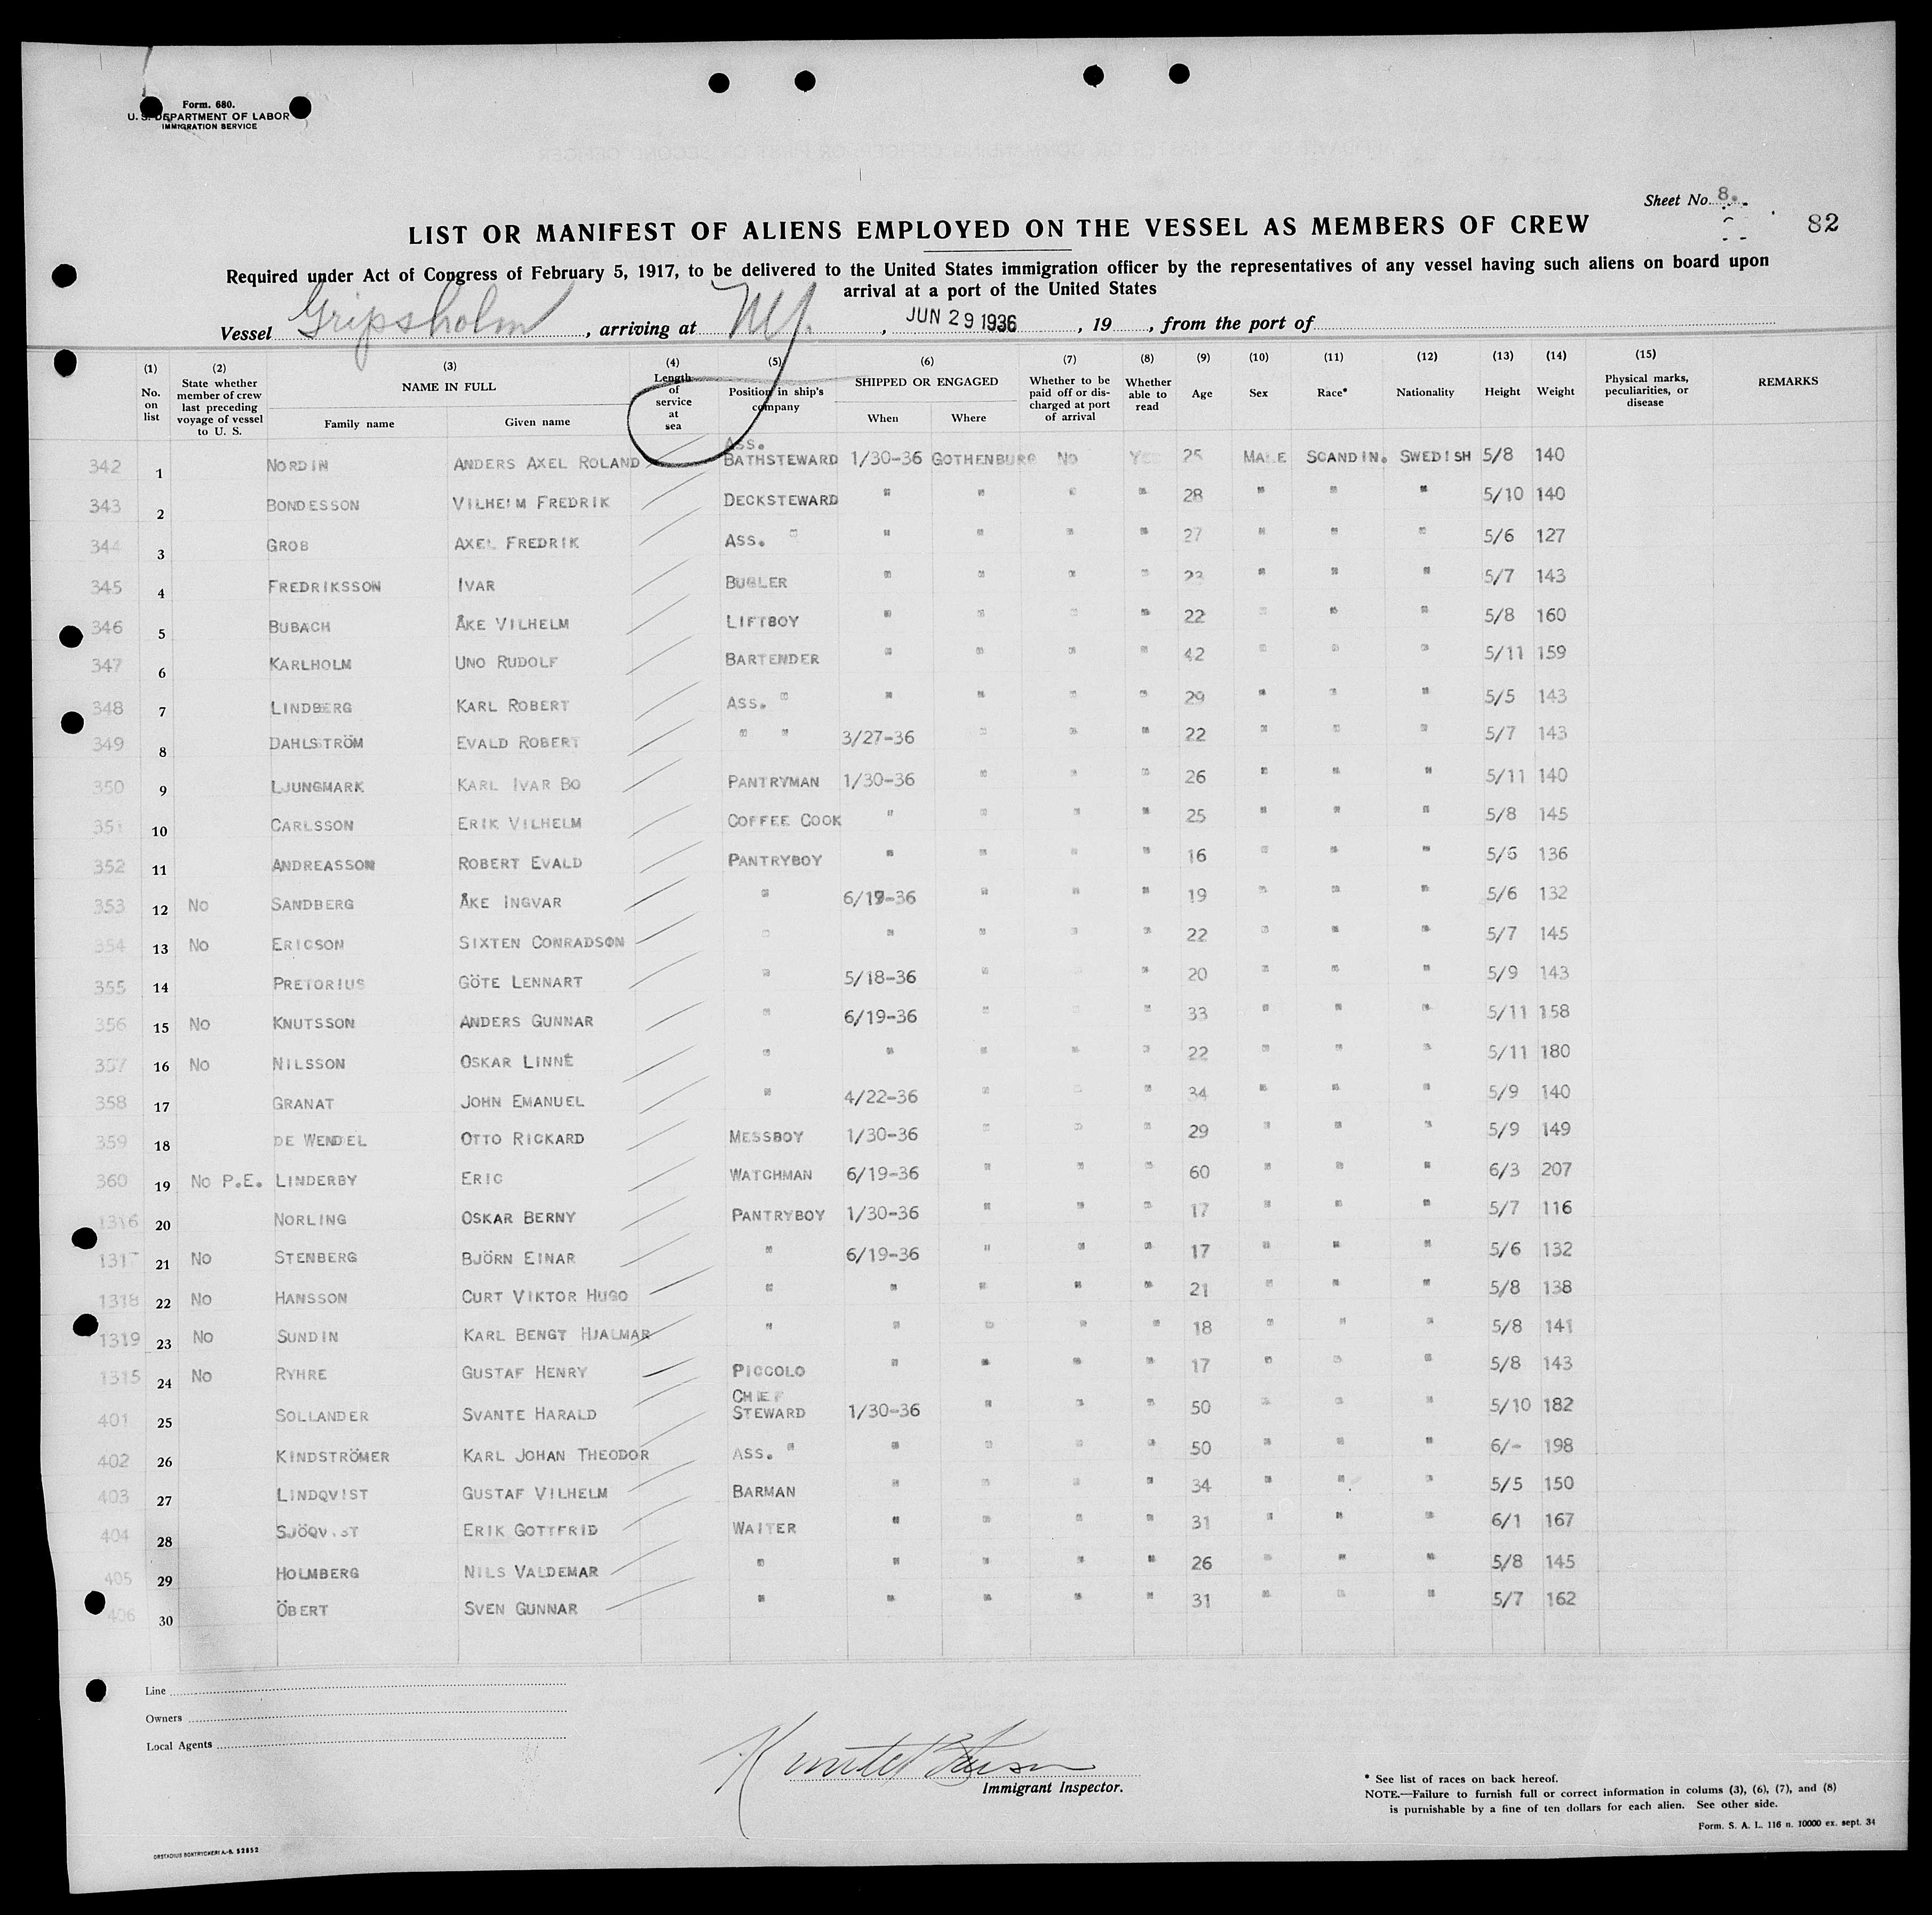 Form. 680.
U. S. DEPARTMENT OF LABOR
IMMIGRATION SERVICE
Sheet No. 8.
82
LIST OR MANIFEST OF ALIENS EMPLOYED ON THE VESSEL AS MEMBERS OF CREW
Required under Act of Congress of February 5, 1917, to be delivered to the United States immigration officer by the representatives of any vessel having such aliens on board upon
arrival at a port of the United States
Vessel Gripsholm, arriving at NY., JUN 29 1936, 19, from the port of
(1) (2) (3) (4) (5) (6) (7) (8) (9) (10) (11) (12) (13) (14) (15)
No. on list | State whether member of crew last preceding voyage of vessel to U. S. | NAME IN FULL | Length of service at sea | Position in ship's company | SHIPPED OR ENGAGED | Whether to be paid off or discharged at port of arrival | Whether able to read | Age | Sex | Race* | Nationality | Height | Weight | Physical marks, peculiarities, or disease | REMARKS
Family name | Given name | When | Where
342 1 NORDIN ANDERS AXEL ROLAND ASS. BATHSTEWARD 1/30-36 GOTHENBURG NO YES 25 MALE SCANDIN. SWEDISH 5/8 140
343 2 BONDESSON VILHELM FREDRIK DECKSTEWARD " " " " 28 " " " 5/10 140
344 3 GROB AXEL FREDRIK ASS. " " " " " 27 " " " 5/6 127
345 4 FREDRIKSSON IVAR BUGLER " " " " 23 " " " 5/7 143
346 5 BUBACH ÅKE VILHELM LIFTBOY " " " " 22 " " " 5/8 160
347 6 KARLHOLM UNO RUDOLF BARTENDER " " " " 42 " " " 5/11 159
348 7 LINDBERG KARL ROBERT ASS. " " " " " 29 " " " 5/5 143
349 8 DAHLSTRÖM EVALD ROBERT " " 3/27-36 " " " 22 " " " 5/7 143
350 9 LJUNGMARK KARL IVAR BO PANTRYMAN 1/30-36 " " " 26 " " " 5/11 140
351 10 CARLSSON ERIK VILHELM COFFEE COOK " " " " 25 " " " 5/8 145
352 11 ANDREASSON ROBERT EVALD PANTRYBOY " " " " 16 " " " 5/6 136
353 12 No SANDBERG ÅKE INGVAR " 6/19-36 " " " 19 " " " 5/6 132
354 13 No ERICSON SIXTEN CONRADSON " " " " " 22 " " " 5/7 145
355 14 PRETORIUS GÖTE LENNART " 5/18-36 " " 20 " " " 5/9 143
356 15 No KNUTSSON ANDERS GUNNAR " 6/19-36 " " 33 " " " 5/11 158
357 16 No NILSSON OSKAR LINNÉ " " " " " 22 " " " 5/11 180
358 17 GRANAT JOHN EMANUEL " 4/22-36 " " " 34 " " " 5/9 140
359 18 DE WENDEL OTTO RICKARD MESSBOY 1/30-36 " " " 29 " " " 5/9 149
360 19 No P.E. LINDERBY ERIC WATCHMAN 6/19-36 " " " 60 " " " 6/3 207
1316 20 NORLING OSKAR BERNY PANTRYBOY 1/30-36 " " " 17 " " " 5/7 116
1317 21 No STENBERG BJÖRN EINAR " 6/19-36 " " " 17 " " " 5/6 132
1318 22 No HANSSON CURT VIKTOR HUGO " " " " " 21 " " " 5/8 138
1319 23 No SUNDIN KARL BENGT HJALMAR " " " " " 18 " " " 5/8 141
1315 24 No RYHRE GUSTAF HENRY PICCOLO " " " " 17 " " " 5/8 143
401 25 SOLLANDER SVANTE HARALD CHIEF STEWARD 1/30-36 " " " 50 " " " 5/10 182
402 26 KINDSTRÖMER KARL JOHAN THEODOR ASS. " " " " " 50 " " " 6/- 198
403 27 LINDQVIST GUSTAF VILHELM BARMAN " " " " 34 " " " 5/5 150
404 28 SJÖQVIST ERIK GOTTFRID WAITER " " " " 31 " " " 6/1 167
405 29 HOLMBERG NILS VALDEMAR " " " " " 26 " " " 5/8 145
406 30 ÖBERT SVEN GUNNAR " " " " " 31 " " " 5/7 162
Line
Owners
Local Agents
Immigrant Inspector.
* See list of races on back hereof.
NOTE.—Failure to furnish full or correct information in colums (3), (6), (7), and (8)
is punishable by a fine of ten dollars for each alien. See other side.
Form. S. A. L. 116 n. 10000 ex. sept. 34
ORSTADIUS BOKTRYCKERI A.-B. 52852